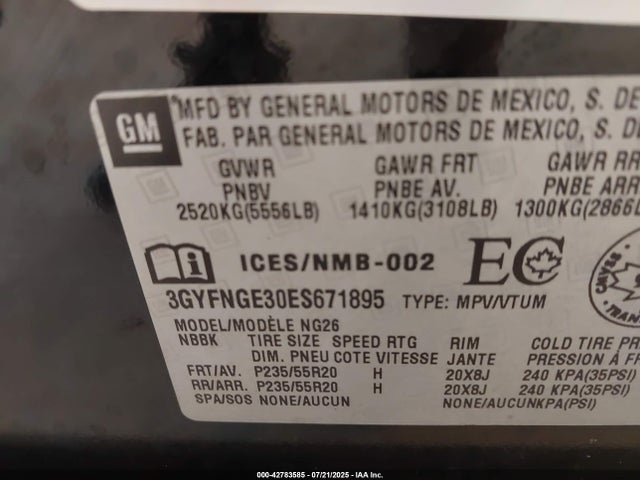 GM
MFD BY GENERAL MOTORS DE MEXICO, S. DE
FAB. PAR GENERAL MOTORS DE MEXICO, S. D
GVWR GAWR FRT GAWR RR
PNBV PNBE AV. PNBE ARR
2520KG(5556LB) 1410KG(3108LB) 1300KG(2866L
ICES/NMB-002 EC
3GYFNGE30ES671895 TYPE: MPV/VTUM
MODEL/MODÈLE NG26
NBBK TIRE SIZE SPEED RTG RIM COLD TIRE PR
DIM. PNEU COTE VITESSE JANTE PRESSION À F
FRT/AV. P235/55R20 H 20X8J 240 KPA(35PSI)
RR/ARR. P235/55R20 H 20X8J 240 KPA(35PSI)
SPA/SOS NONE/AUCUN NONE/AUCUNKPA(PSI)
000-42783585 - 07/21/2025 - IAA Inc.